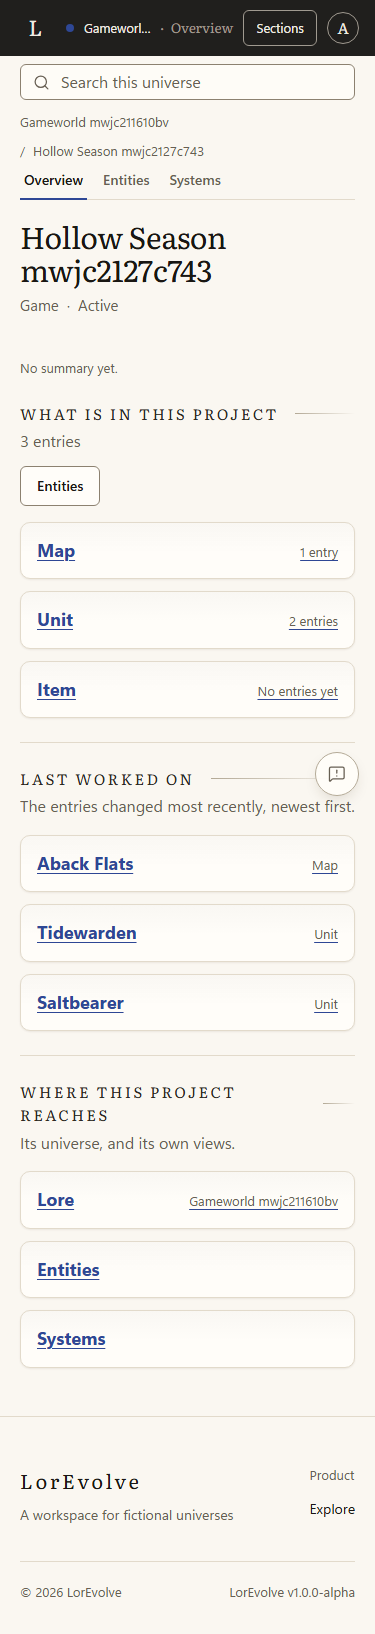 L
Gameworl... · Overview
Sections
A
Search this universe
Gameworld mwjc211610bv
/ Hollow Season mwjc2127c743
Overview Entities Systems
Hollow Season
mwjc2127c743
Game · Active
No summary yet.
WHAT IS IN THIS PROJECT
3 entries
Entities
Map 1 entry
Unit 2 entries
Item No entries yet
LAST WORKED ON
The entries changed most recently, newest first.
Aback Flats Map
Tidewarden Unit
Saltbearer Unit
WHERE THIS PROJECT
REACHES
Its universe, and its own views.
Lore Gameworld mwjc211610bv
Entities
Systems
LorEvolve
A workspace for fictional universes
Product
Explore
© 2026 LorEvolve
LorEvolve v1.0.0-alpha